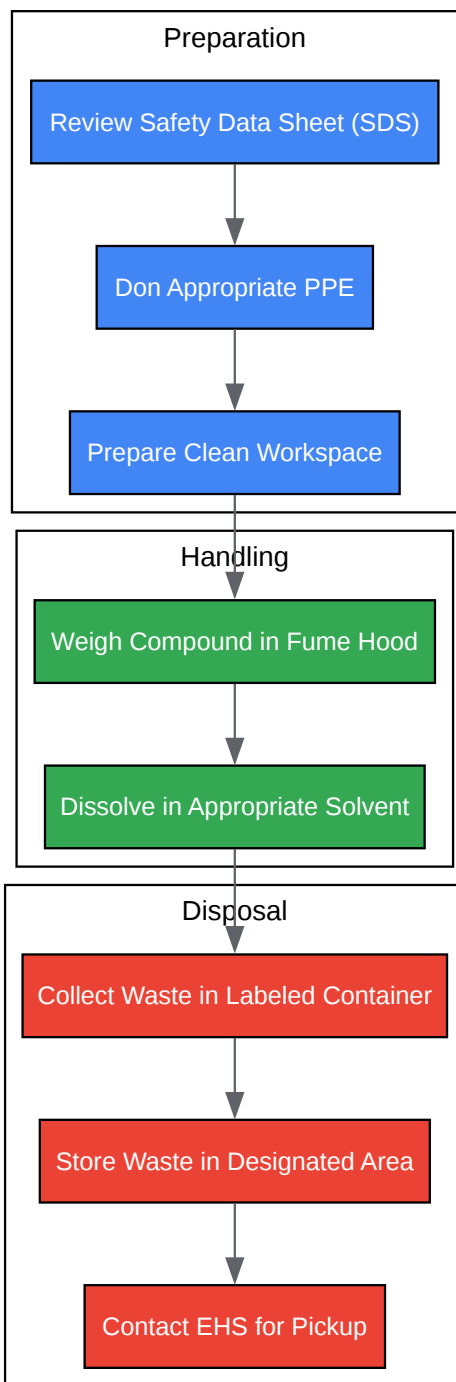 Preparation
Review Safety Data Sheet (SDS)
Don Appropriate PPE
Prepare Clean Workspace
Handling
Weigh Compound in Fume Hood
Dissolve in Appropriate Solvent
Disposal
Collect Waste in Labeled Container
Store Waste in Designated Area
Contact EHS for Pickup